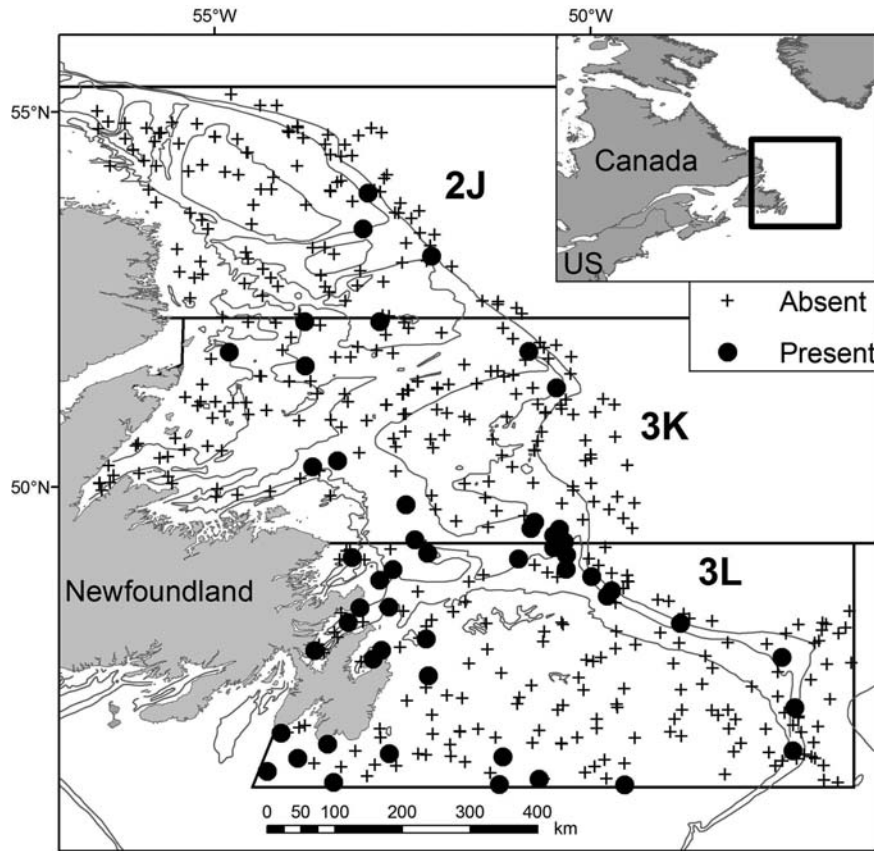 55°W 50°W
55°N
2J
Canada
US
+ Absent
● Present
3K
50°N
3L
Newfoundland
0 50 100 200 300 400
km